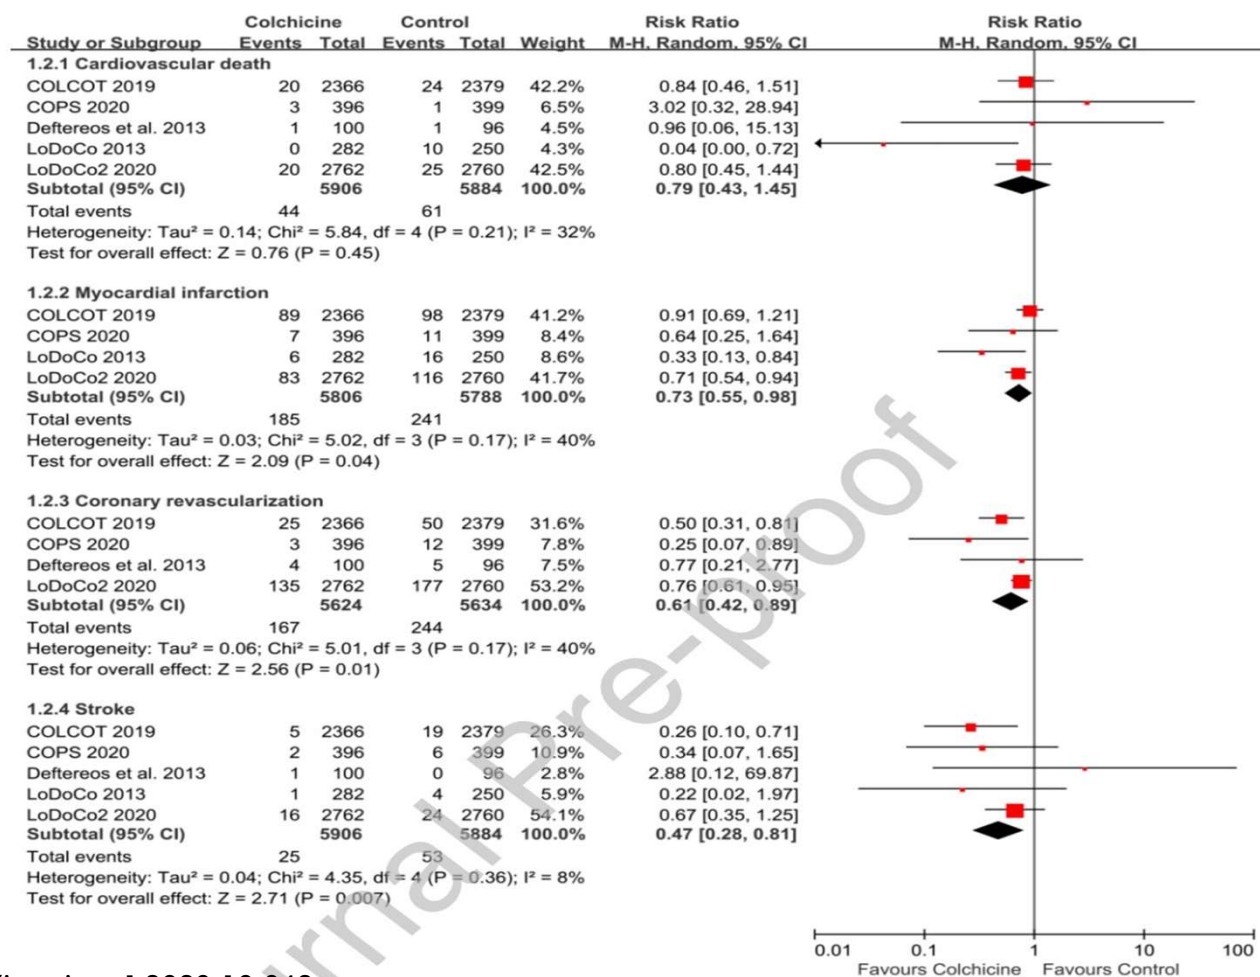 Colchicine Control Risk Ratio Risk Ratio
Study or Subgroup Events Total Events Total Weight M-H, Random, 95% CI M-H, Random, 95% CI
1.2.1 Cardiovascular death
COLCOT 2019 20 2366 24 2379 42.2% 0.84 [0.46, 1.51]
COPS 2020 3 396 1 399 6.5% 3.02 [0.32, 28.94]
Deftereos et al. 2013 1 100 1 96 4.5% 0.96 [0.06, 15.13]
LoDoCo 2013 0 282 10 250 4.3% 0.04 [0.00, 0.72]
LoDoCo2 2020 20 2762 25 2760 42.5% 0.80 [0.45, 1.44]
Subtotal (95% CI) 5906 5884 100.0% 0.79 [0.43, 1.45]
Total events 44 61
Heterogeneity: Tau² = 0.14; Chi² = 5.84, df = 4 (P = 0.21); I² = 32%
Test for overall effect: Z = 0.76 (P = 0.45)
1.2.2 Myocardial infarction
COLCOT 2019 89 2366 98 2379 41.2% 0.91 [0.69, 1.21]
COPS 2020 7 396 11 399 8.4% 0.64 [0.25, 1.64]
LoDoCo 2013 6 282 16 250 8.6% 0.33 [0.13, 0.84]
LoDoCo2 2020 83 2762 116 2760 41.7% 0.71 [0.54, 0.94]
Subtotal (95% CI) 5806 5788 100.0% 0.73 [0.55, 0.98]
Total events 185 241
Heterogeneity: Tau² = 0.03; Chi² = 5.02, df = 3 (P = 0.17); I² = 40%
Test for overall effect: Z = 2.09 (P = 0.04)
1.2.3 Coronary revascularization
COLCOT 2019 25 2366 50 2379 31.6% 0.50 [0.31, 0.81]
COPS 2020 3 396 12 399 7.8% 0.25 [0.07, 0.89]
Deftereos et al. 2013 4 100 5 96 7.5% 0.77 [0.21, 2.77]
LoDoCo2 2020 135 2762 177 2760 53.2% 0.76 [0.61, 0.95]
Subtotal (95% CI) 5624 5634 100.0% 0.61 [0.42, 0.89]
Total events 167 244
Heterogeneity: Tau² = 0.06; Chi² = 5.01, df = 3 (P = 0.17); I² = 40%
Test for overall effect: Z = 2.56 (P = 0.01)
1.2.4 Stroke
COLCOT 2019 5 2366 19 2379 26.3% 0.26 [0.10, 0.71]
COPS 2020 2 396 6 399 10.9% 0.34 [0.07, 1.65]
Deftereos et al. 2013 1 100 0 96 2.8% 2.88 [0.12, 69.87]
LoDoCo 2013 1 282 4 250 5.9% 0.22 [0.02, 1.97]
LoDoCo2 2020 16 2762 24 2760 54.1% 0.67 [0.35, 1.25]
Subtotal (95% CI) 5906 5884 100.0% 0.47 [0.28, 0.81]
Total events 25 53
Heterogeneity: Tau² = 0.04; Chi² = 4.35, df = 4 (P = 0.36); I² = 8%
Test for overall effect: Z = 2.71 (P = 0.007)
0.01 0.1 1 10 100
Favours Colchicine Favours Control
rnal Pre-proof